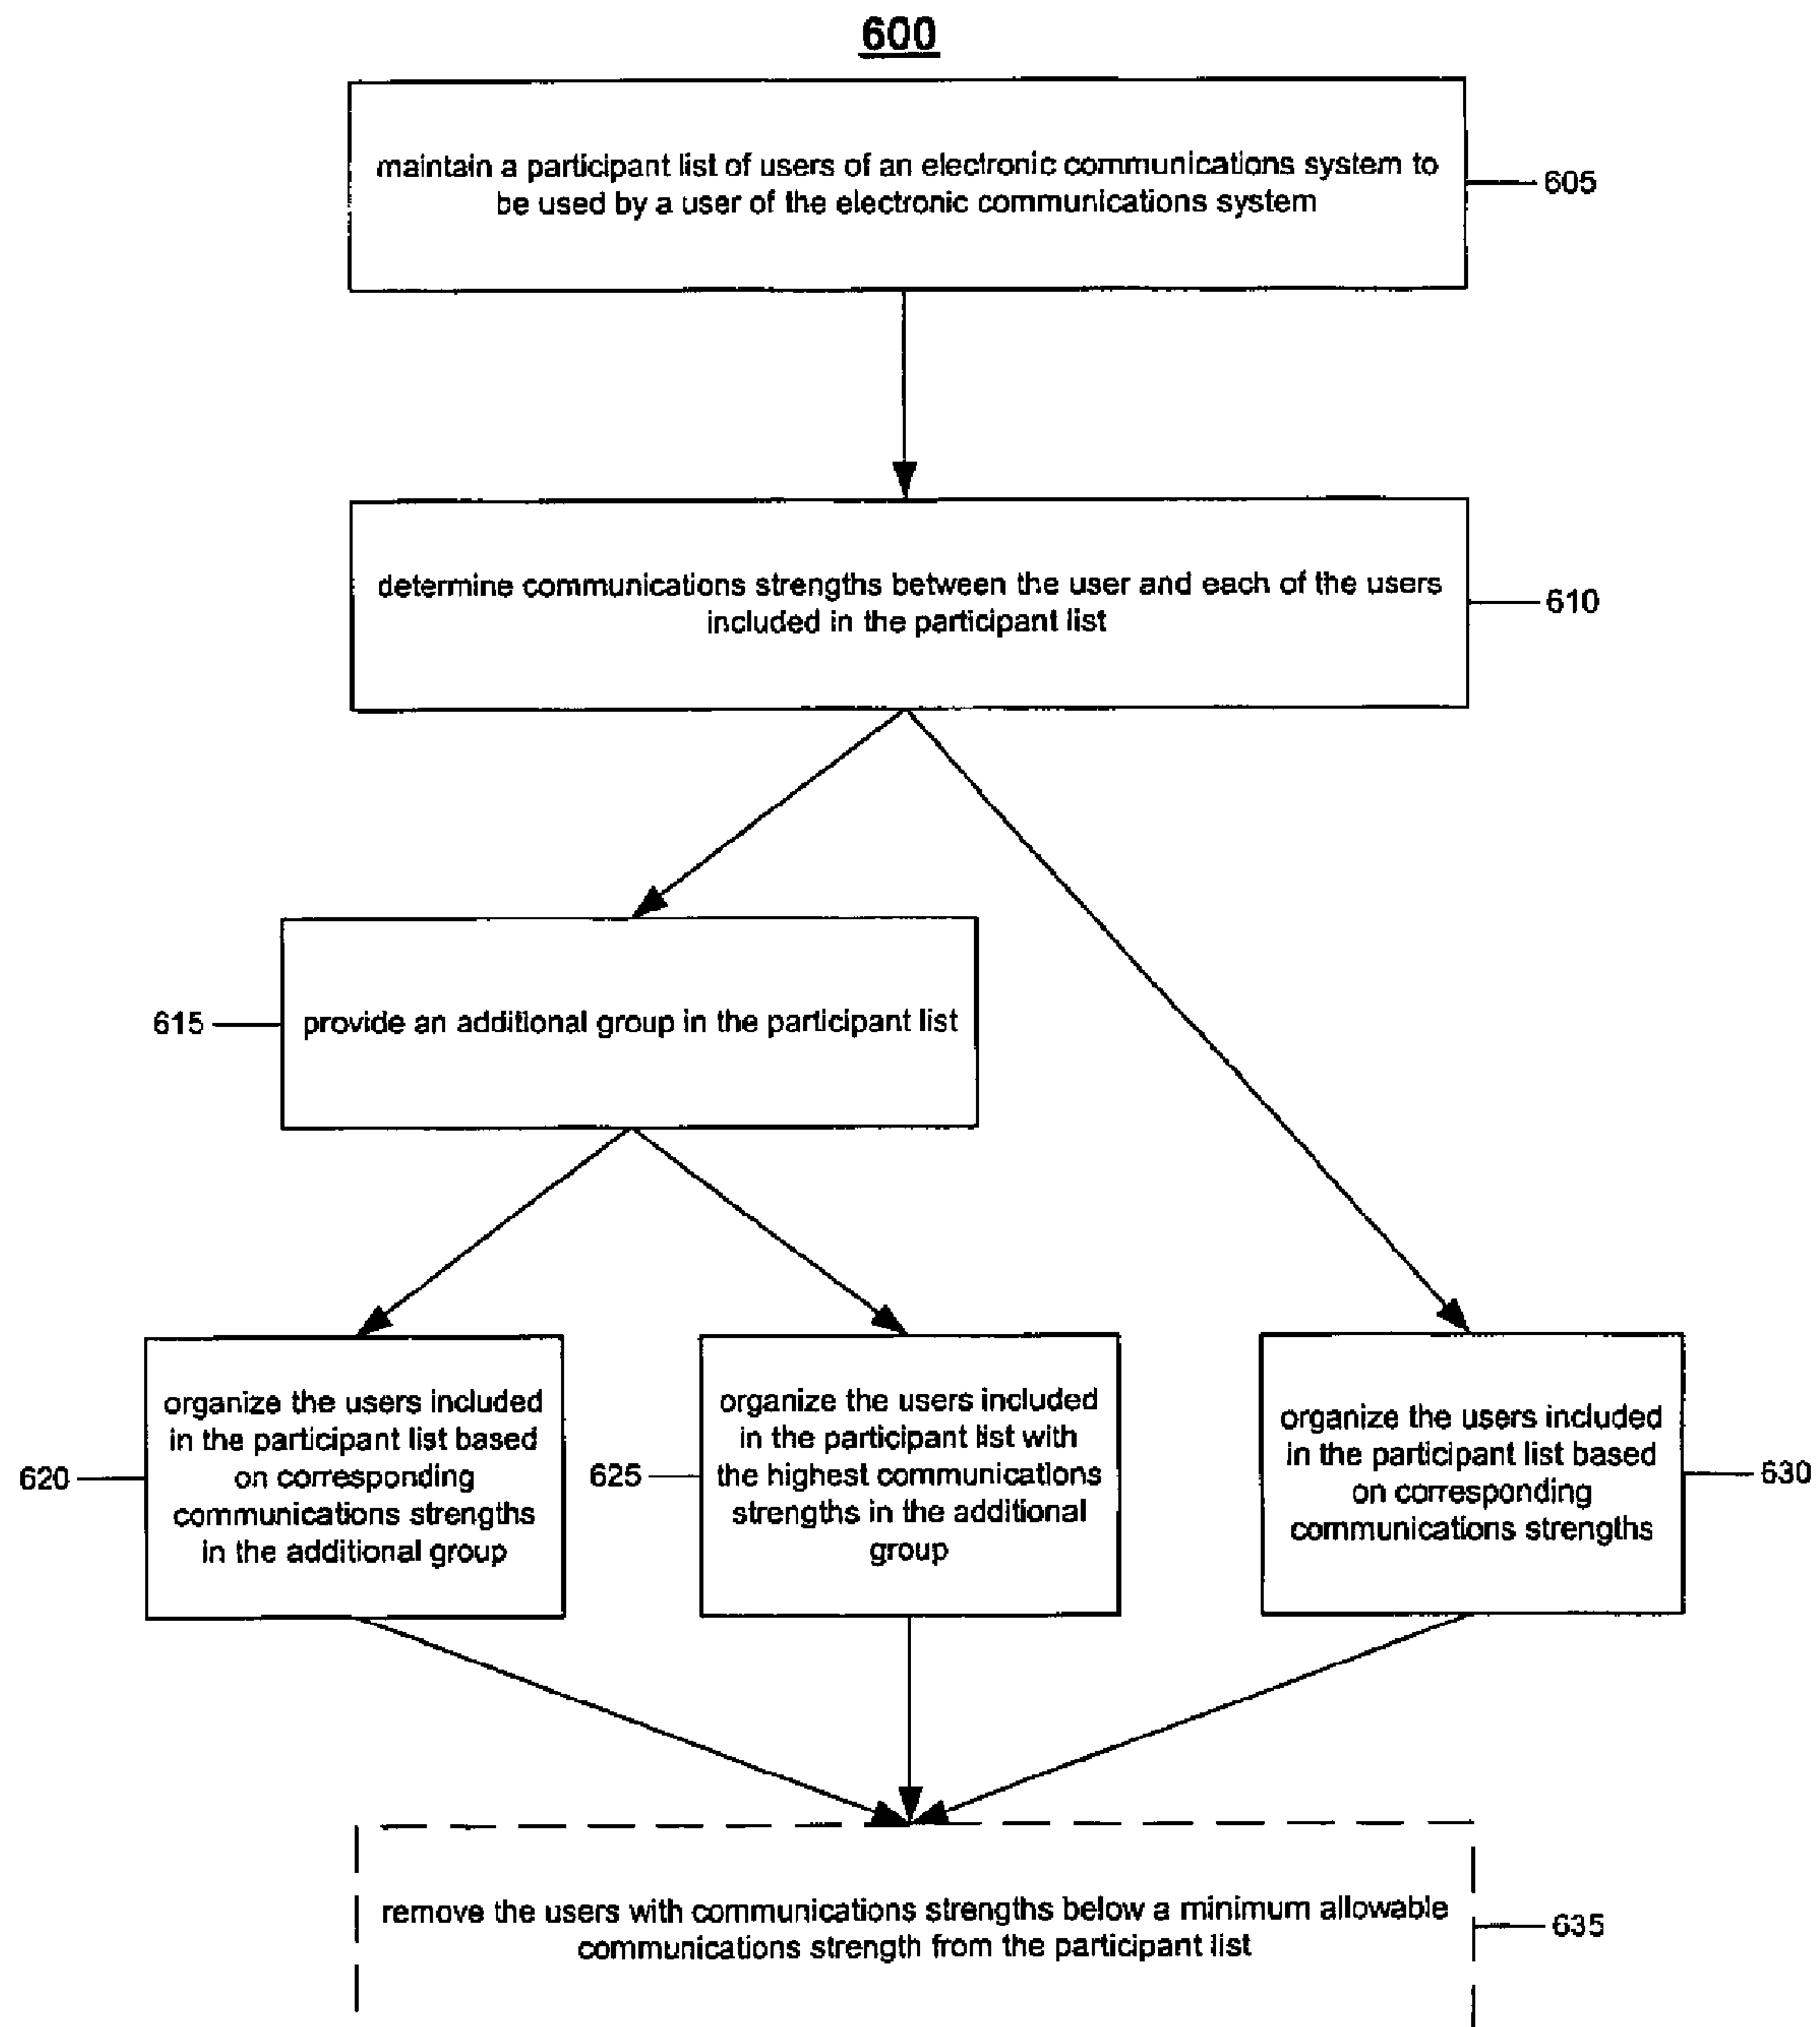 600
maintain a participant list of users of an electronic communications system to
be used by a user of the electronic communications system
605
determine communications strengths between the user and each of the users
included in the participant list
610
615
provide an additional group in the participant list
620
organize the users included
in the participant list based
on corresponding
communications strengths
in the additional group
625
organize the users included
in the participant list with
the highest communications
strengths in the additional
group
organize the users included
in the participant list based
on corresponding
communications strengths
630
remove the users with communications strengths below a minimum allowable
communications strength from the participant list
635